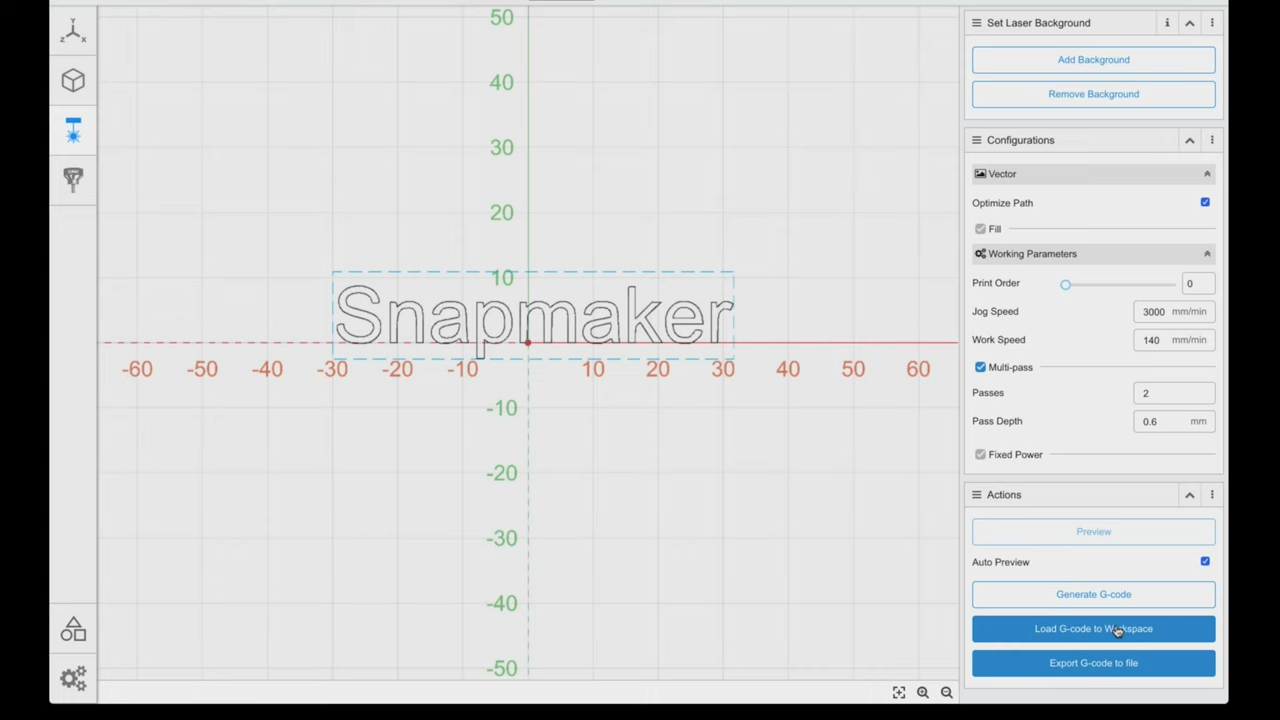 Y
Z X
50
40
30
20
10
-60 -50 -40 -30 -20 -10 10 20 30 40 50 60
-10
-20
-30
-40
-50
Snapmaker
Set Laser Background
Add Background
Remove Background
Configurations
Vector
Optimize Path
Fill
Working Parameters
Print Order 0
Jog Speed 3000 mm/min
Work Speed 140 mm/min
Multi-pass
Passes 2
Pass Depth 0.6 mm
Fixed Power
Actions
Preview
Auto Preview
Generate G-code
Load G-code to Workspace
Export G-code to file